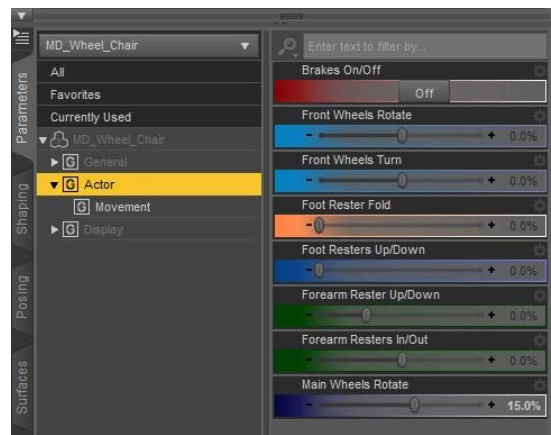 MD_Wheel_Chair
Enter text to filter by...
Parameters
Shaping
Posing
Surfaces
All
Favorites
Currently Used
MD_Wheel_Chair
G General
G Actor
G Movement
G Display
Brakes On/Off
Off
Front Wheels Rotate
- + 0.0%
Front Wheels Turn
- + 0.0%
Foot Rester Fold
- + 0.0%
Foot Resters Up/Down
- + 0.0%
Forearm Rester Up/Down
- + 0.0%
Forearm Resters In/Out
- + 0.0%
Main Wheels Rotate
- + 15.0%